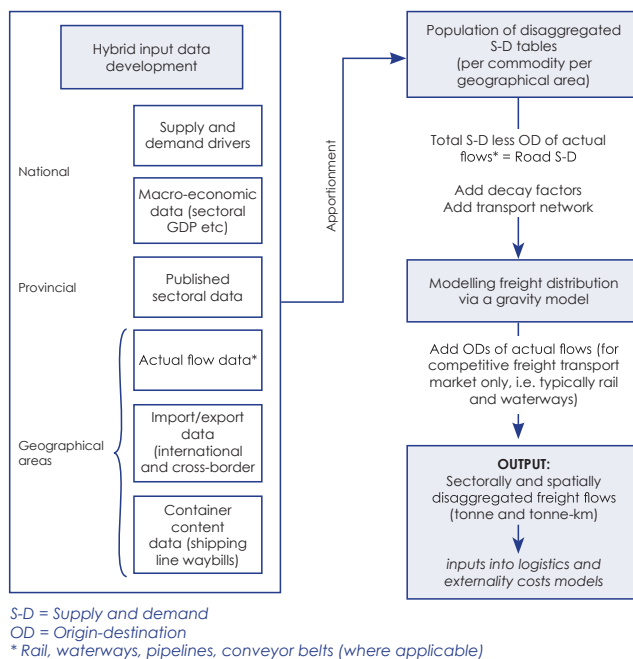 Hybrid input data
development
National
Supply and
demand drivers
Macro-economic
data (sectoral
GDP etc)
Provincial
Published
sectoral data
Geographical
areas
Actual flow data*
Import/export
data
(international
and cross-border
Container
content
data (shipping
line waybills)
Apportionment
Population of disaggregated
S-D tables
(per commodity per
geographical area)
Total S-D less OD of actual
flows* = Road S-D
Add decay factors
Add transport network
Modelling freight distribution
via a gravity model
Add ODs of actual flows (for
competitive freight transport
market only, i.e. typically rail
and waterways)
OUTPUT:
Sectorally and spatially
disaggregated freight flows
(tonne and tonne-km)
inputs into logistics and
externality costs models
S-D = Supply and demand
OD = Origin-destination
* Rail, waterways, pipelines, conveyor belts (where applicable)